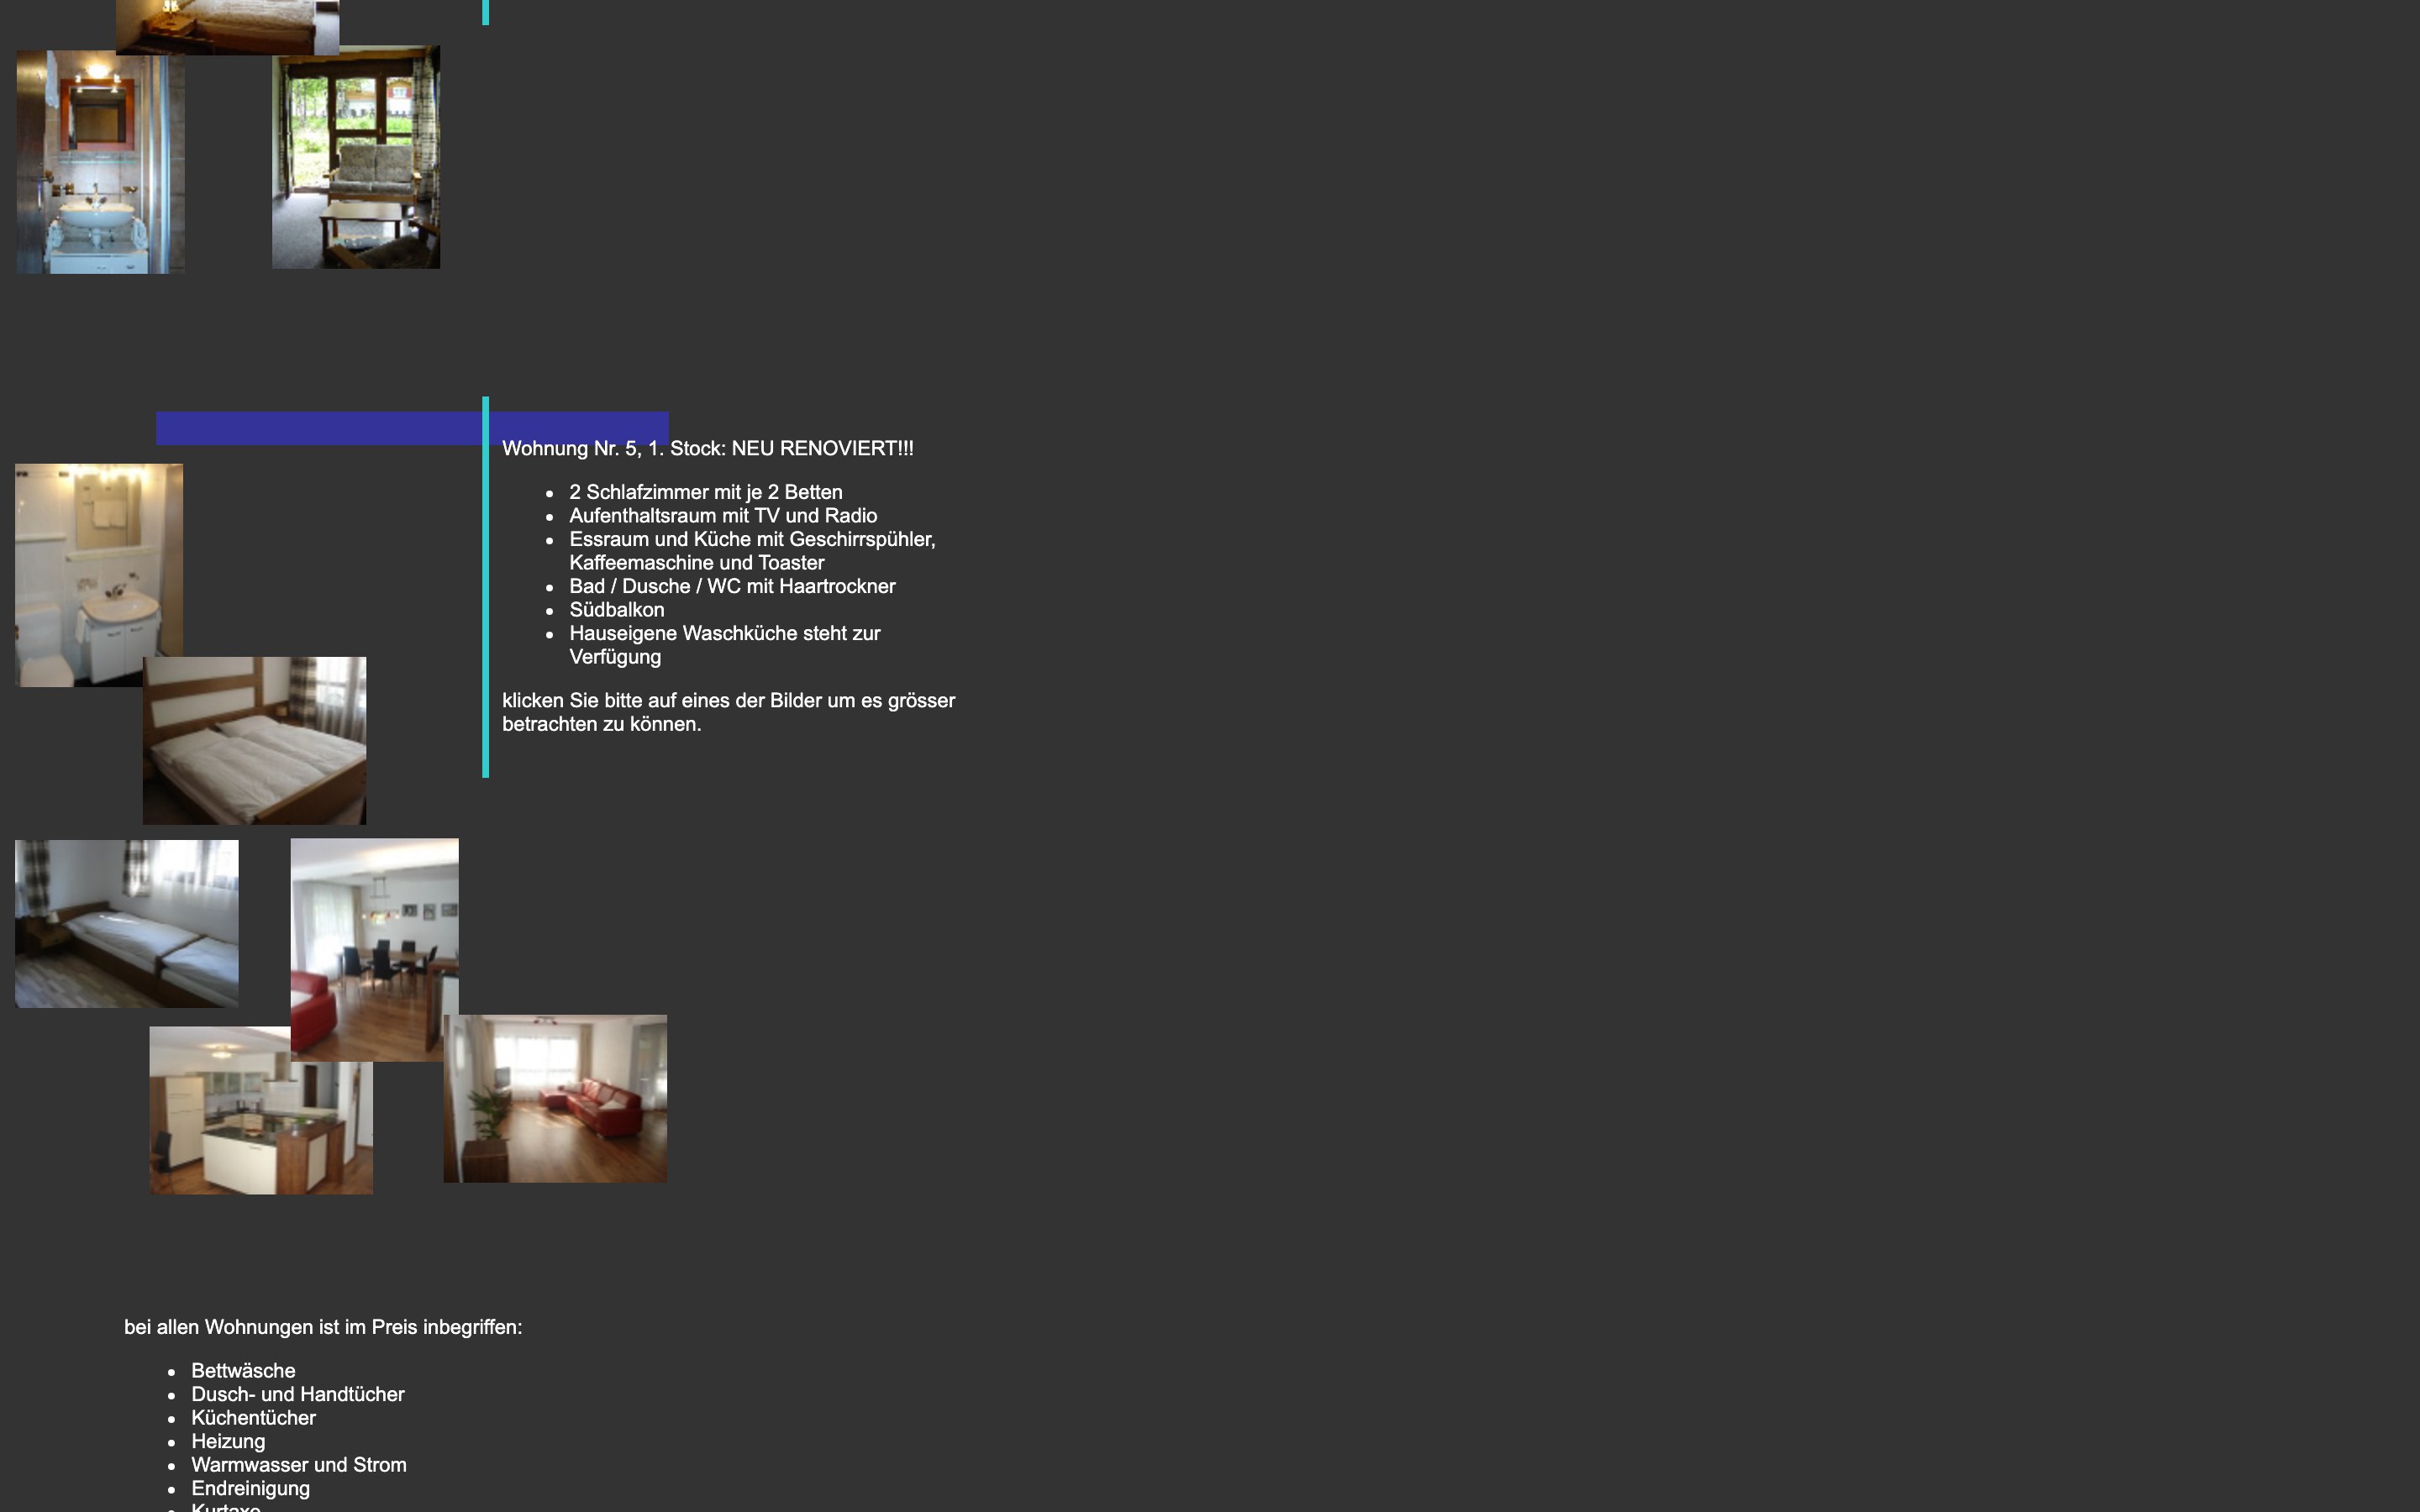 Wohnung Nr. 5, 1. Stock: NEU RENOVIERT!!!
2 Schlafzimmer mit je 2 Betten
Aufenthaltsraum mit TV und Radio
Essraum und Küche mit Geschirrspühler,
Kaffeemaschine und Toaster
Bad / Dusche / WC mit Haartrockner
Südbalkon
Hauseigene Waschküche steht zur
Verfügung
klicken Sie bitte auf eines der Bilder um es grösser
betrachten zu können.
bei allen Wohnungen ist im Preis inbegriffen:
Bettwäsche
Dusch- und Handtücher
Küchentücher
Heizung
Warmwasser und Strom
Endreinigung
Kurtaxe